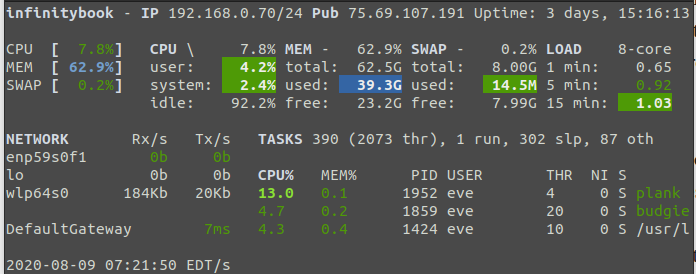 infinitybook - IP 192.168.0.70/24 Pub 75.69.107.191 Uptime: 3 days, 15:16:13
CPU [ 7.8%] CPU \ 7.8% MEM - 62.9% SWAP - 0.2% LOAD 8-core
MEM [ 62.9%] user: 4.2% total: 62.5G total: 8.00G 1 min: 0.65
SWAP [ 0.2%] system: 2.4% used: 39.3G used: 14.5M 5 min: 0.92
idle: 92.2% free: 23.2G free: 7.99G 15 min: 1.03
NETWORK Rx/s Tx/s TASKS 390 (2073 thr), 1 run, 302 slp, 87 oth
enp59s0f1 0b 0b
lo 0b 0b CPU% MEM% PID USER THR NI S
wlp64s0 184Kb 20Kb 13.0 0.1 1952 eve 4 0 S plank
4.7 0.2 1859 eve 20 0 S budgie
DefaultGateway 7ms 4.3 0.4 1424 eve 10 0 S /usr/l
2020-08-09 07:21:50 EDT/s